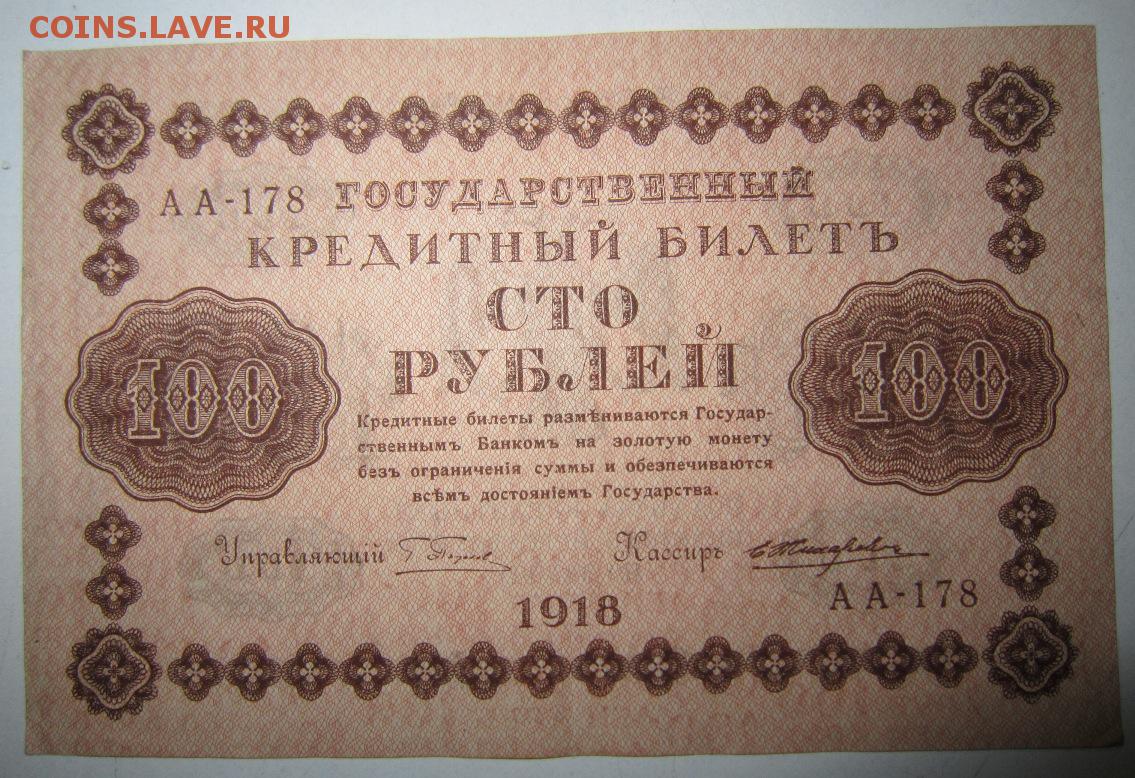 COINS.LAVE.RU
АА-178 ГОСУДАРСТВЕННЫЙ
КРЕДИТНЫЙ БИЛЕТЪ
СТО
РУБЛЕЙ
100 100
Кредитные билеты размѣниваются Государ-
ственнымъ Банкомъ на золотую монету
безъ ограниченія суммы и обезпечиваются
всѣмъ достояніемъ Государства.
Управляющій Кассиръ
АА-178
1918